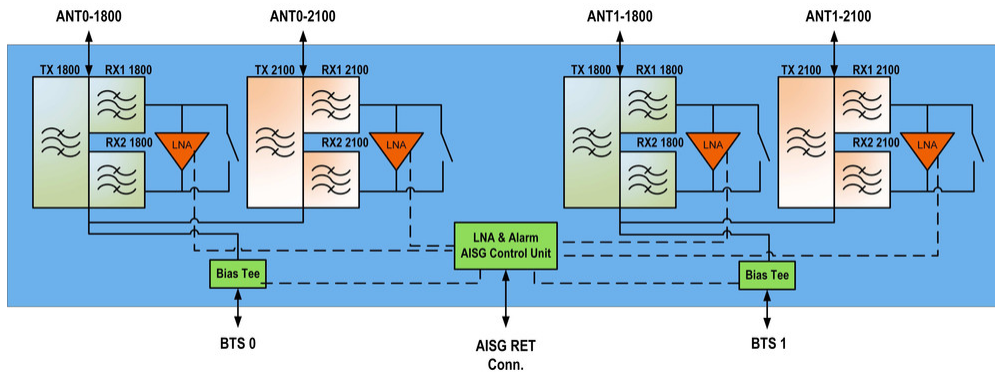 ANT0-1800
ANT0-2100
ANT1-1800
ANT1-2100
TX 1800
RX1 1800
TX 2100
RX1 2100
TX 1800
RX1 1800
TX 2100
RX1 2100
LNA
LNA
LNA
LNA
RX2 1800
RX2 2100
RX2 1800
RX2 2100
LNA & Alarm
AISG Control Unit
Bias Tee
Bias Tee
BTS 0
AISG RET
Conn.
BTS 1